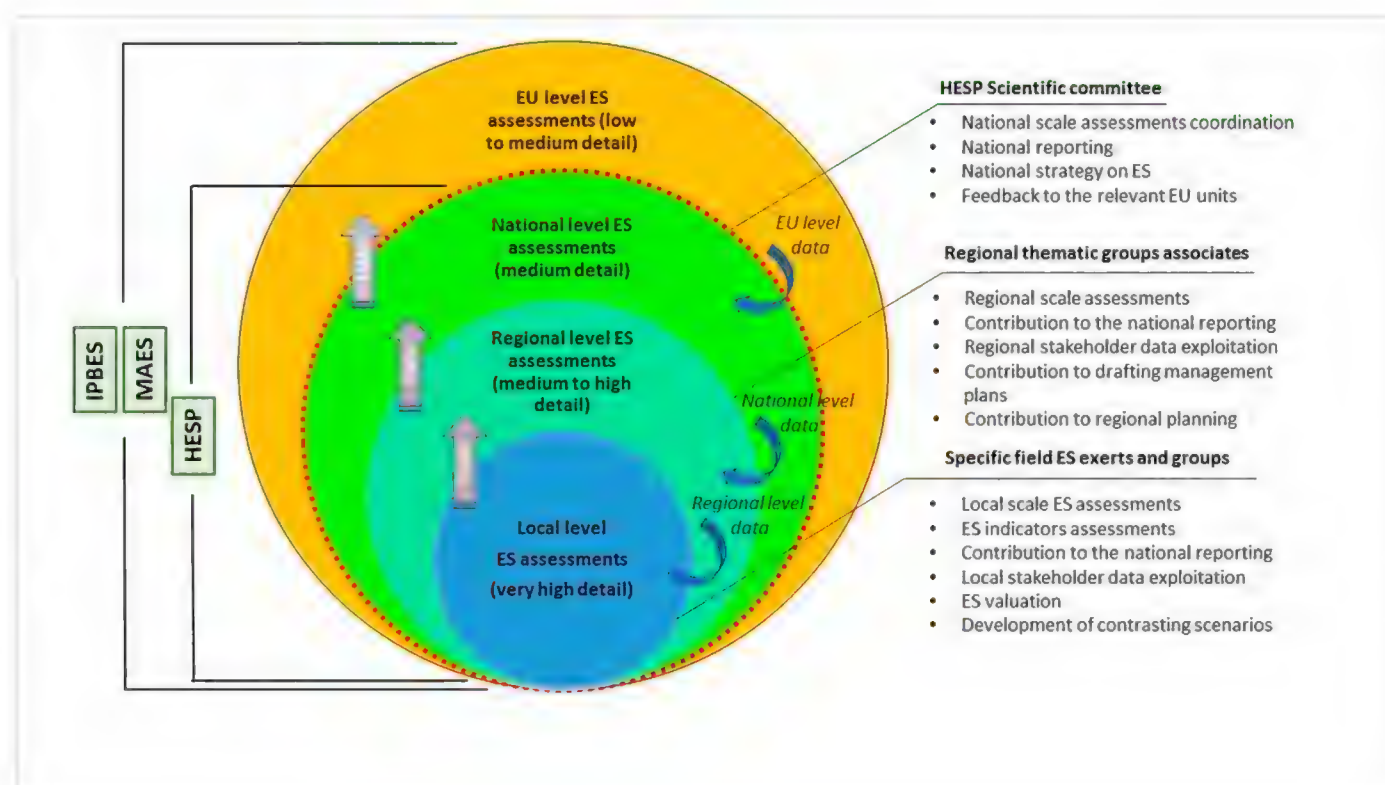 EU level ES
assessments (low
to medium detail)
National level ES
assessments
(medium detail)
Regional level ES
assessments
(medium to high
detail)
Local level
ES assessments
(very high detail)
EU level
data
National level
data
Regional level
data
IPBES
MAES
HESP
HESP Scientific committee
• National scale assessments coordination
• National reporting
• National strategy on ES
• Feedback to the relevant EU units
Regional thematic groups associates
• Regional scale assessments
• Contribution to the national reporting
• Regional stakeholder data exploitation
• Contribution to drafting management
plans
• Contribution to regional planning
Specific field ES exerts and groups
• Local scale ES assessments
• ES indicators assessments
• Contribution to the national reporting
• Local stakeholder data exploitation
• ES valuation
• Development of contrasting scenarios